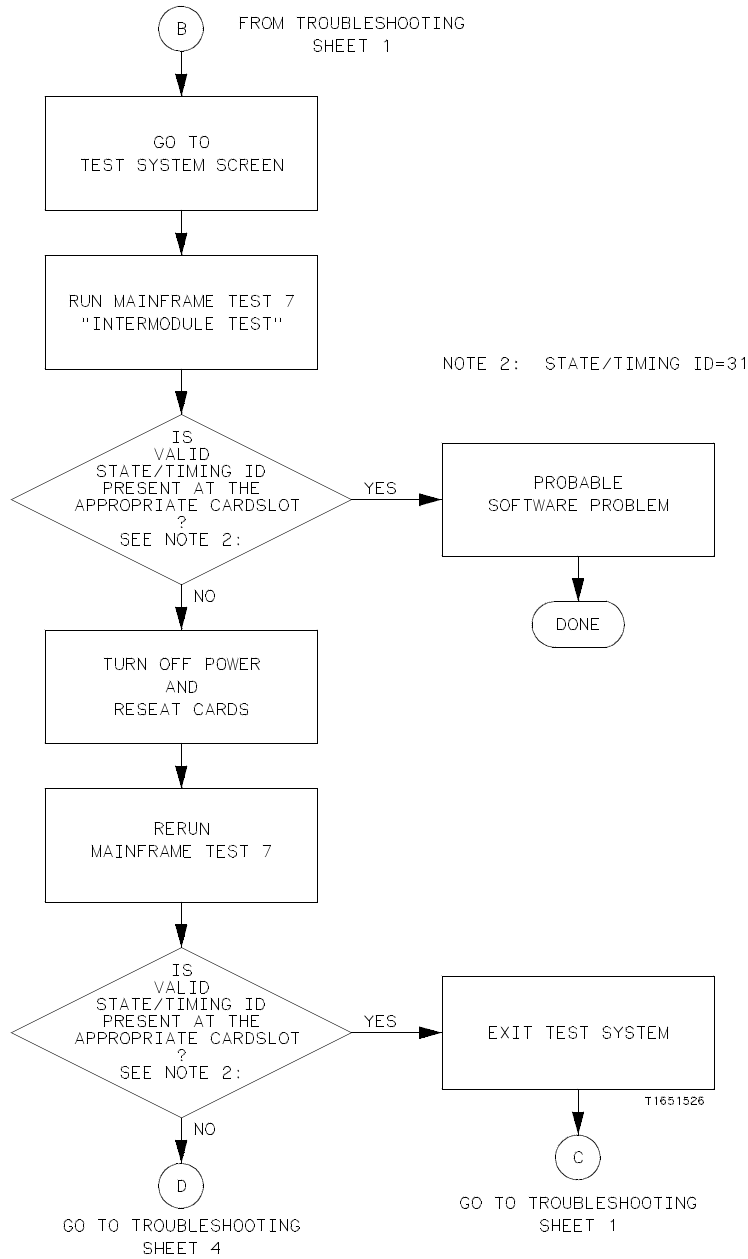 B
FROM TROUBLESHOOTING
SHEET 1
GO TO
TEST SYSTEM SCREEN
RUN MAINFRAME TEST 7
"INTERMODULE TEST"
NOTE 2: STATE/TIMING ID=31
IS
VALID
STATE/TIMING ID
PRESENT AT THE
APPROPRIATE CARDSLOT
?
SEE NOTE 2:
YES
PROBABLE
SOFTWARE PROBLEM
DONE
NO
TURN OFF POWER
AND
RESEAT CARDS
RERUN
MAINFRAME TEST 7
IS
VALID
STATE/TIMING ID
PRESENT AT THE
APPROPRIATE CARDSLOT
?
SEE NOTE 2:
YES
EXIT TEST SYSTEM
T1651526
NO
C
GO TO TROUBLESHOOTING
SHEET 1
D
GO TO TROUBLESHOOTING
SHEET 4